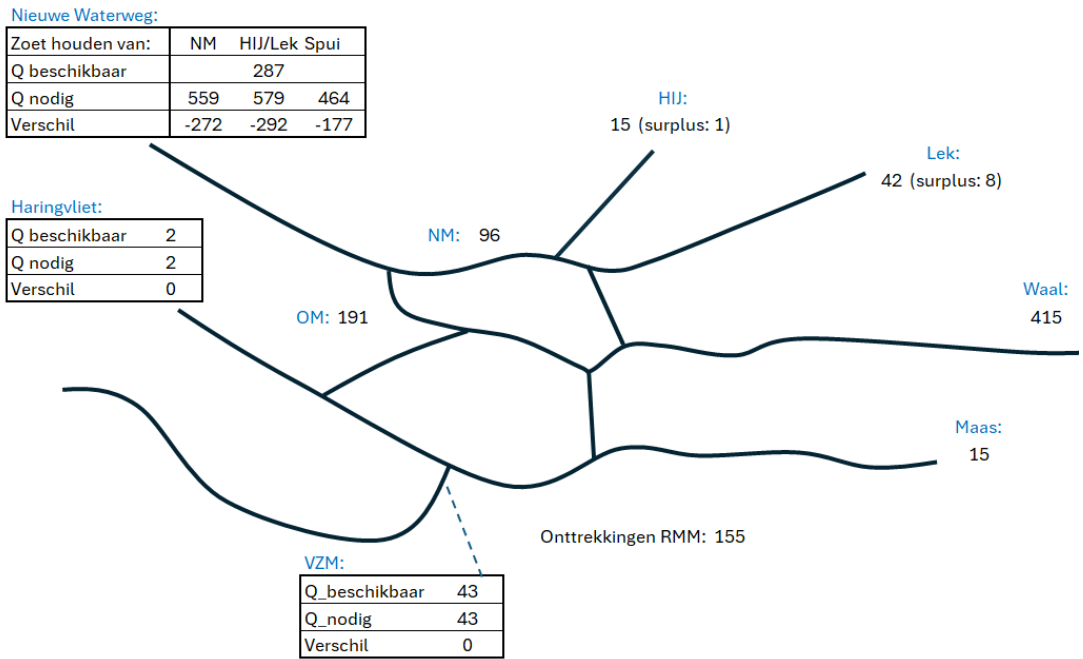 Nieuwe Waterweg:
Zoet houden van: NM HIJ/Lek Spui
Q beschikbaar 287
Q nodig 559 579 464
Verschil -272 -292 -177
HIJ:
15 (surplus: 1)
Lek:
42 (surplus: 8)
Haringvliet:
Q beschikbaar 2
Q nodig 2
Verschil 0
NM: 96
OM: 191
Waal:
415
Maas:
15
Onttrekkingen RMM: 155
VZM:
Q_beschikbaar 43
Q_nodig 43
Verschil 0